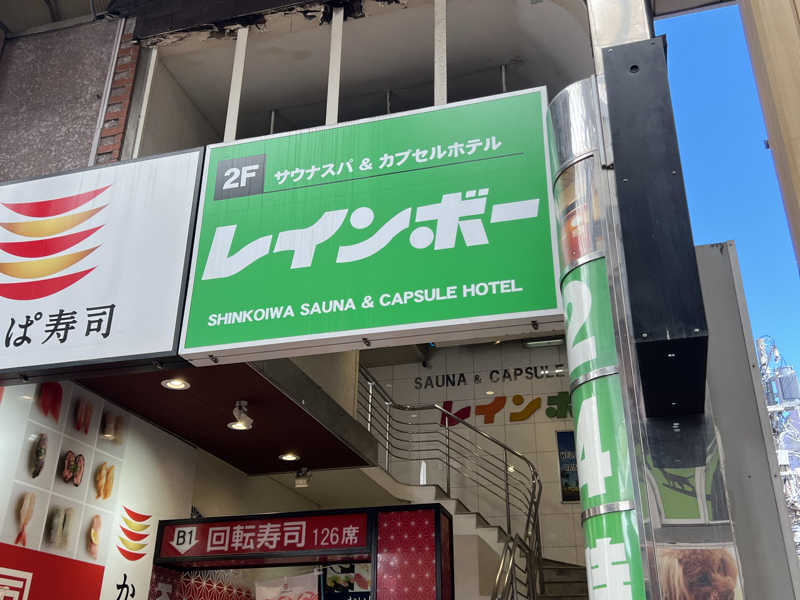 2F サウナスパ & カプセルホテル
レインボー
SHINKOIWA SAUNA & CAPSULE HOTEL
ぱ寿司
SAUNA & CAPSULE
レインボ
24
B1 回転寿司 126席
か